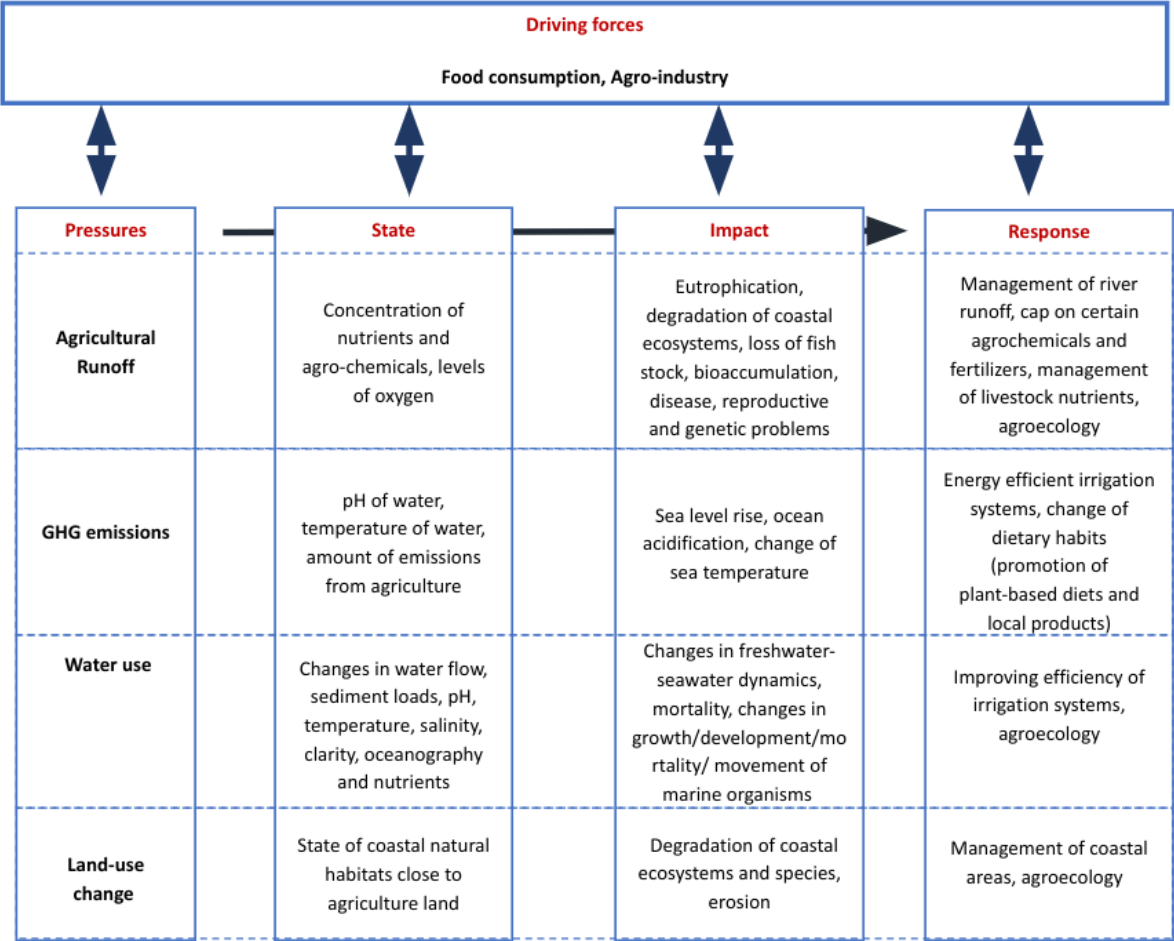 Driving forces
Food consumption, Agro-industry
Pressures
State
Impact
Response
Agricultural
Runoff
Concentration of
nutrients and
agro-chemicals, levels
of oxygen
Eutrophication,
degradation of coastal
ecosystems, loss of fish
stock, bioaccumulation,
disease, reproductive
and genetic problems
Management of river
runoff, cap on certain
agrochemicals and
fertilizers, management
of livestock nutrients,
agroecology
GHG emissions
pH of water,
temperature of water,
amount of emissions
from agriculture
Sea level rise, ocean
acidification, change of
sea temperature
Energy efficient irrigation
systems, change of
dietary habits
(promotion of
plant-based diets and
local products)
Water use
Changes in water flow,
sediment loads, pH,
temperature, salinity,
clarity, oceanography
and nutrients
Changes in freshwater-
seawater dynamics,
mortality, changes in
growth/development/mo
rtality/ movement of
marine organisms
Improving efficiency of
irrigation systems,
agroecology
Land-use
change
State of coastal natural
habitats close to
agriculture land
Degradation of coastal
ecosystems and species,
erosion
Management of coastal
areas, agroecology